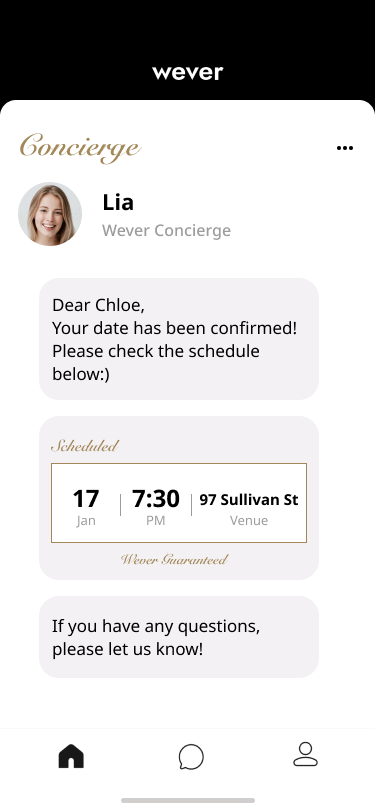 wever
Concierge
Lia
Wever Concierge
Dear Chloe,
Your date has been confirmed!
Please check the schedule
below:)
Scheduled
17 7:30 97 Sullivan St
Jan PM Venue
Wever Guaranteed
If you have any questions,
please let us know!